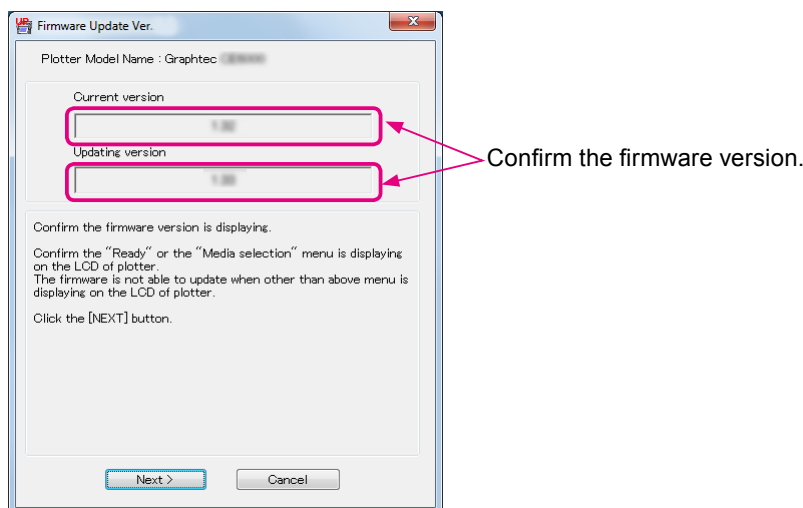 Firmware Update Ver.
Plotter Model Name : Graphtec
Current version
Updating version
Confirm the firmware version.
Confirm the firmware version is displaying.
Confirm the "Ready" or the "Media selection" menu is displaying
on the LCD of plotter.
The firmware is not able to update when other than above menu is
displaying on the LCD of plotter.
Click the [NEXT] button.
Next >
Cancel